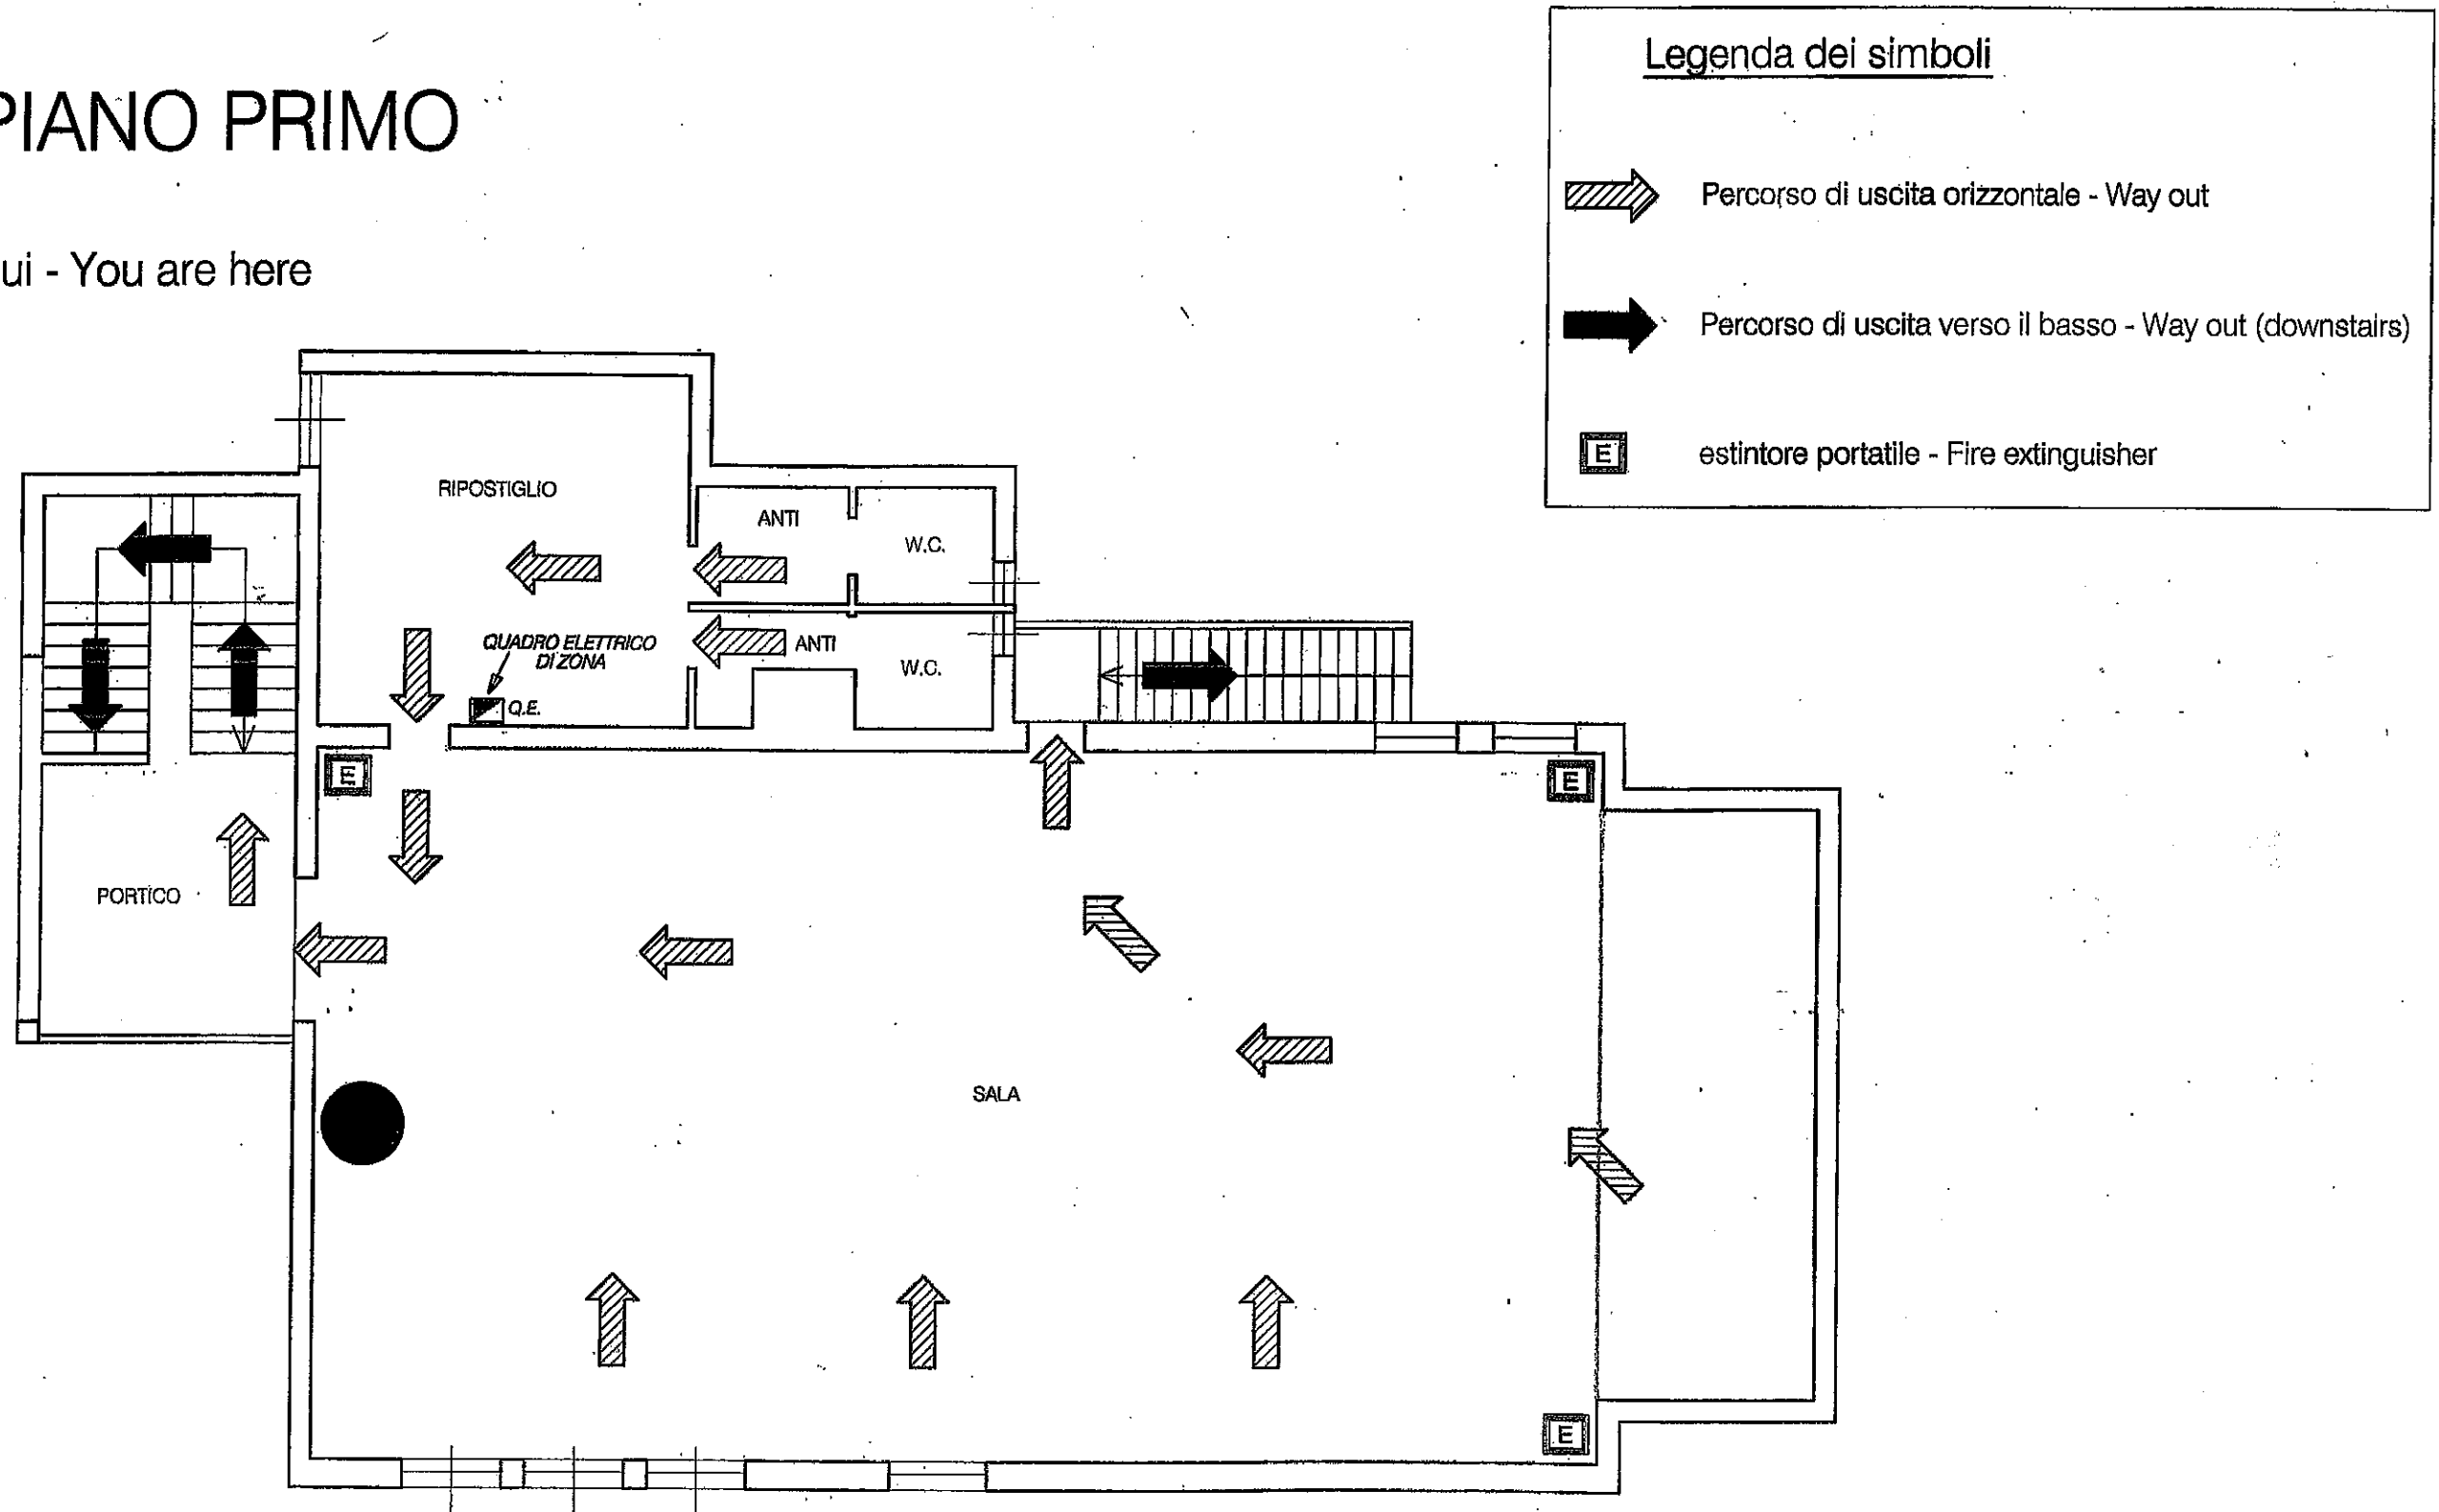 PIANO PRIMO
ui - You are here
Legenda dei simboli
Percorso di uscita orizzontale - Way out
Percorso di uscita verso il basso - Way out (downstairs)
E
estintore portatile - Fire extinguisher
RIPOSTIGLIO
ANTI
W.C.
QUADRO ELETTRICO
DI ZONA
ANTI
W.C.
Q.E.
E
E
PORTICO
SALA
E